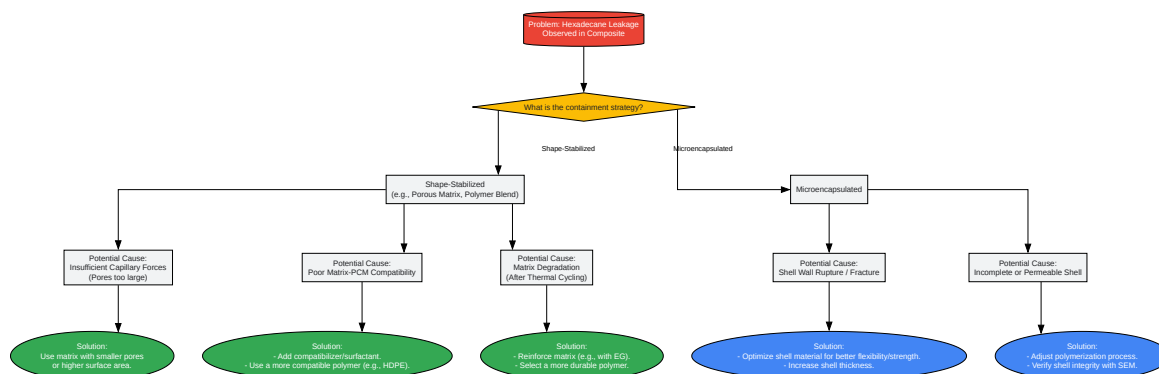 Problem: Hexadecane Leakage
Observed in Composite
What is the containment strategy?
Shape-Stabilized
Microencapsulated
Shape-Stabilized
(e.g., Porous Matrix, Polymer Blend)
Microencapsulated
Potential Cause:
Insufficient Capillary Forces
(Pores too large)
Potential Cause:
Poor Matrix-PCM Compatibility
Potential Cause:
Matrix Degradation
(After Thermal Cycling)
Potential Cause:
Shell Wall Rupture / Fracture
Potential Cause:
Incomplete or Permeable Shell
Solution:
Use matrix with smaller pores
or higher surface area.
Solution:
- Add compatibilizer/surfactant.
- Use a more compatible polymer (e.g., HDPE).
Solution:
- Reinforce matrix (e.g., with EG).
- Select a more durable polymer.
Solution:
- Optimize shell material for better flexibility/strength.
- Increase shell thickness.
Solution:
- Adjust polymerization process.
- Verify shell integrity with SEM.